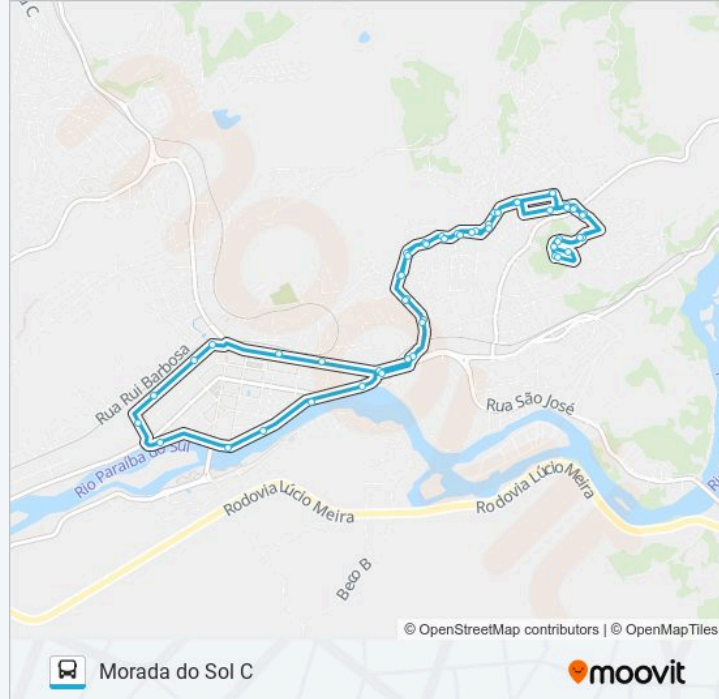 Rua Rui Barbosa
Rio Paraíba do Sul
Rua São José
Rodovia Lúcio Meira
Rodovia Lúcio Meira
Beco B
© OpenStreetMap contributors | © OpenMapTiles
Morada do Sol C
moovit